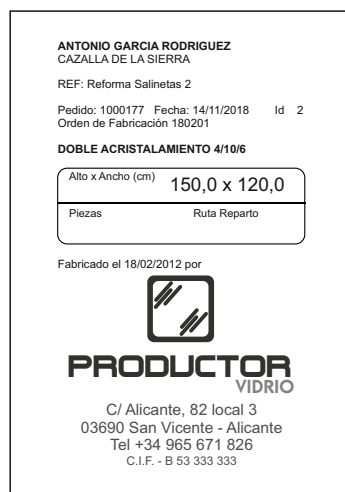 ANTONIO GARCIA RODRIGUEZ
CAZALLA DE LA SIERRA
REF: Reforma Salinetas 2
Pedido: 1000177 Fecha: 14/11/2018 Id 2
Orden de Fabricación 180201
DOBLE ACRISTALAMIENTO 4/10/6
Alto x Ancho (cm) 150,0 x 120,0
Piezas Ruta Reparto
Fabricado el 18/02/2012 por
PRODUCTOR
VIDRIO
C/ Alicante, 82 local 3
03690 San Vicente - Alicante
Tel +34 965 671 826
C.I.F. - B 53 333 333